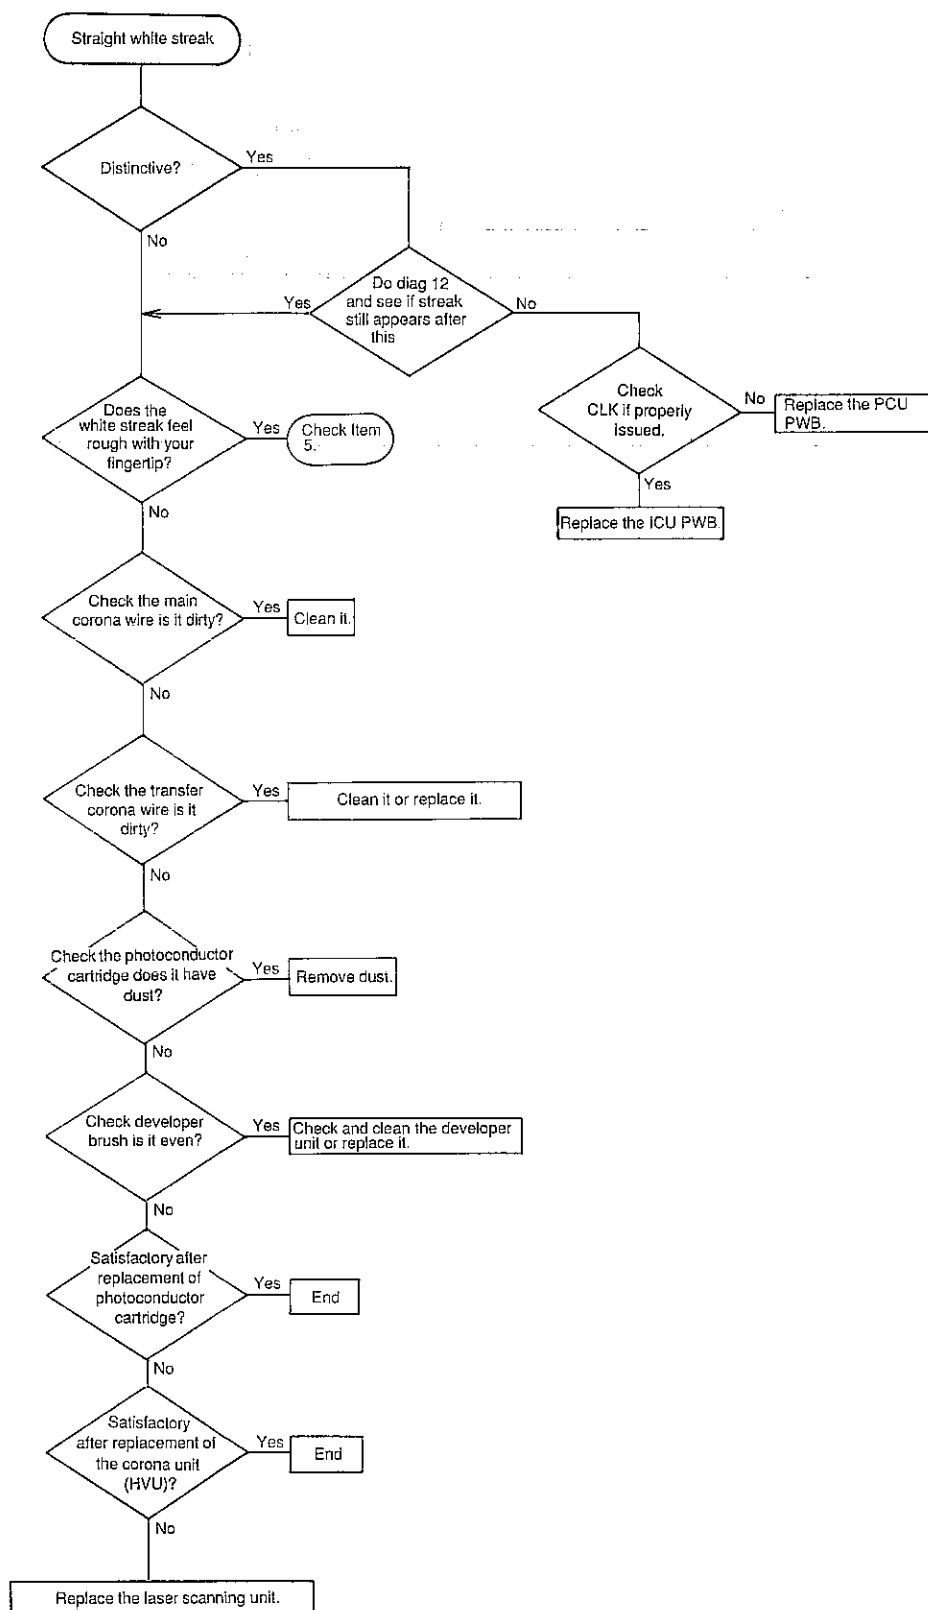 Straight white streak
Distinctive?
Yes
No
Do diag 12
and see if streak
still appears after
this
Yes
No
Check
CLK if properly
issued.
No
Replace the PCU
PWB.
Yes
Replace the ICU PWB.
Does the
white streak feel
rough with your
fingertip?
Yes
Check Item
5.
No
Check the main
corona wire is it dirty?
Yes
Clean it.
No
Check the transfer
corona wire is it
dirty?
Yes
Clean it or replace it.
No
Check the photoconductor
cartridge does it have
dust?
Yes
Remove dust.
No
Check developer
brush is it even?
Yes
Check and clean the developer
unit or replace it.
No
Satisfactory after
replacement of
photoconductor
cartridge?
Yes
End
No
Satisfactory
after replacement of
the corona unit
(HVU)?
Yes
End
No
Replace the laser scanning unit.